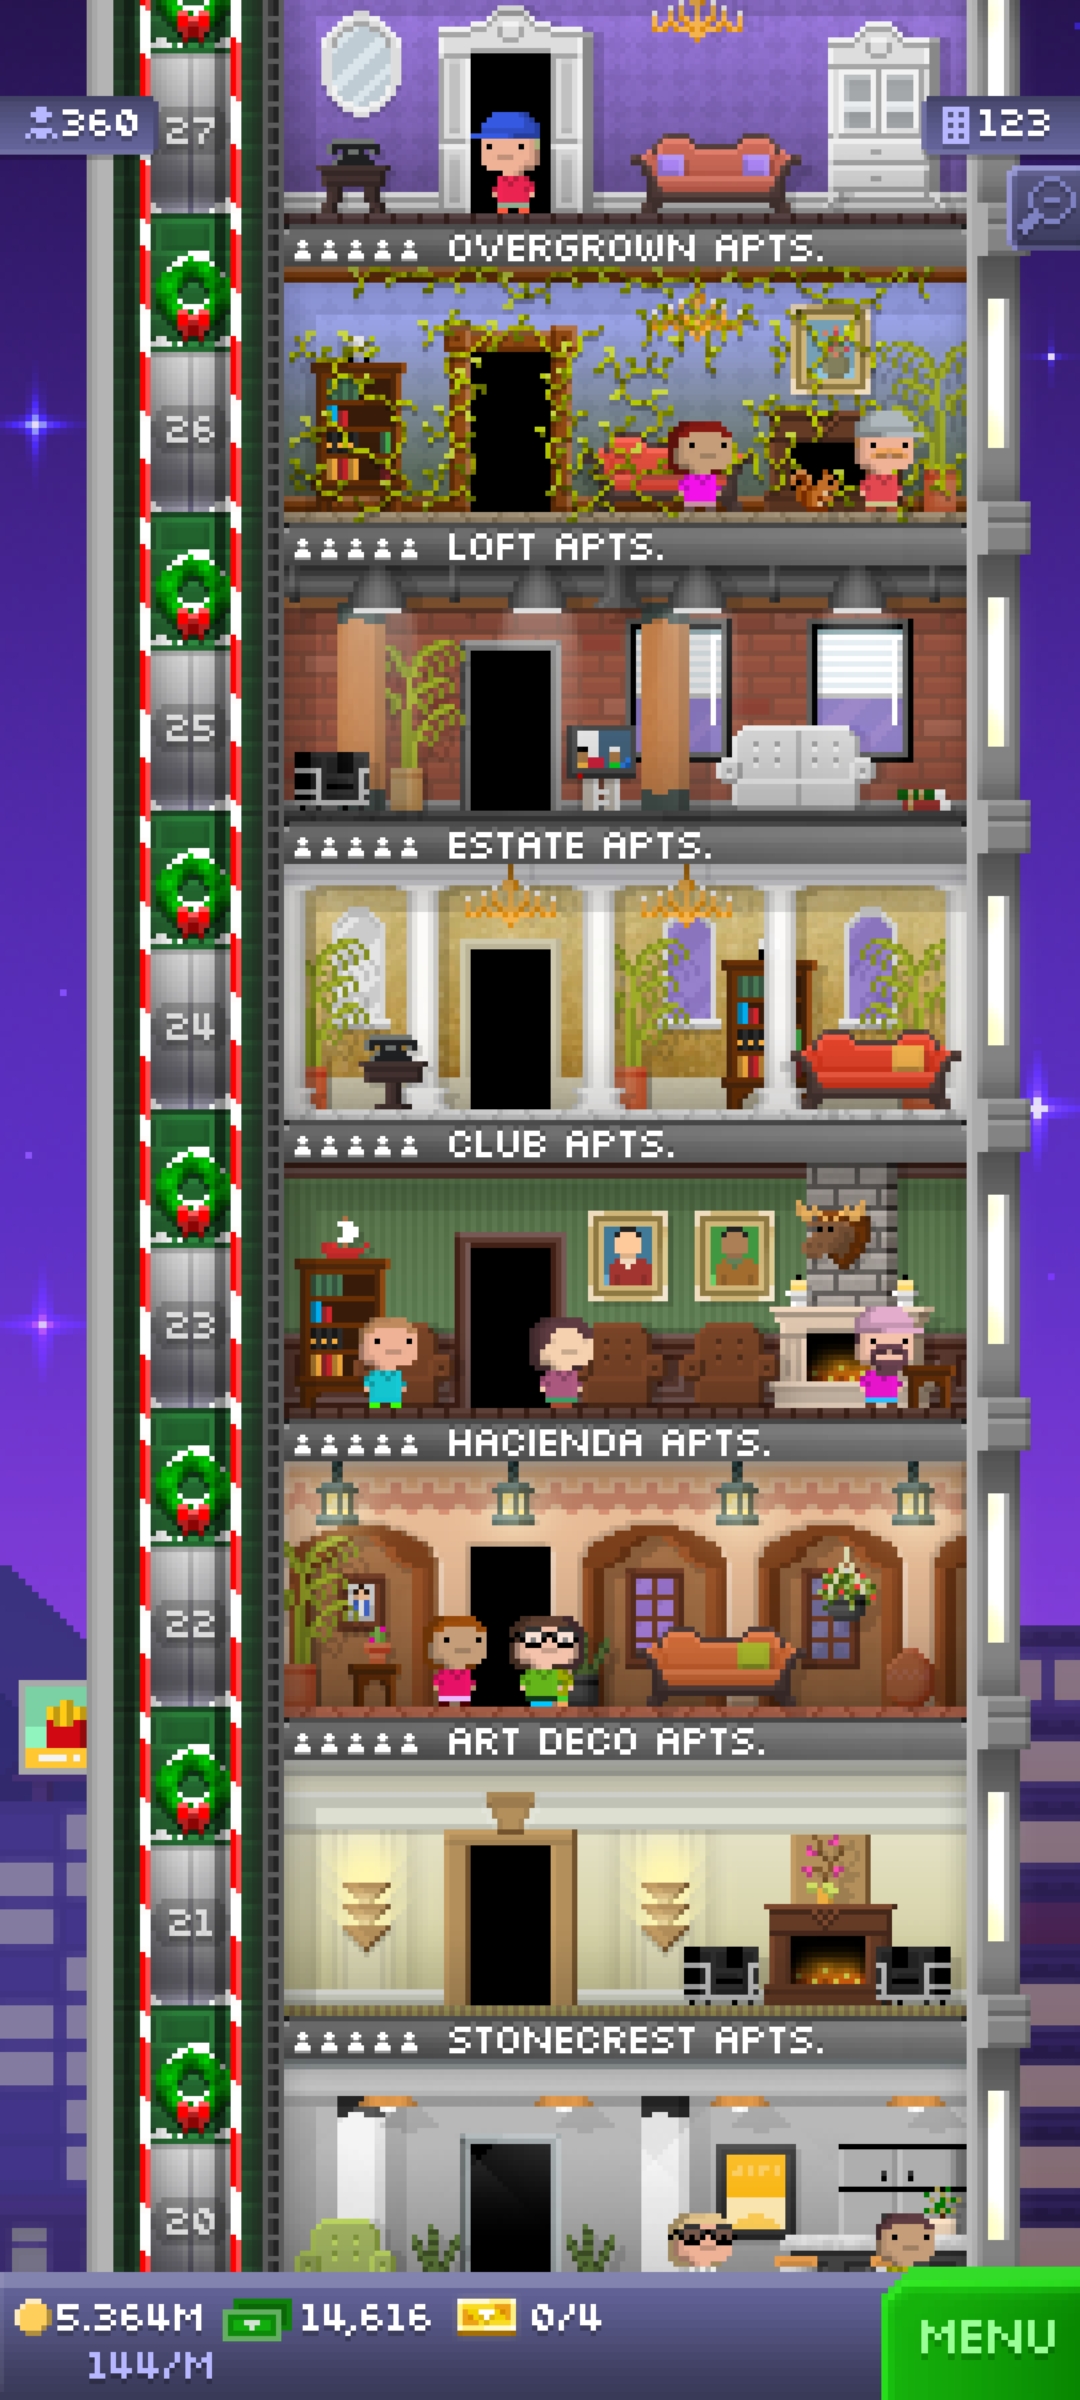 360
27
123
OVERGROWN APTS.
26
LOFT APTS.
25
ESTATE APTS.
24
CLUB APTS.
23
HACIENDA APTS.
22
ART DECO APTS.
21
STONECREST APTS.
20
5.364M 14,616 0/4
144/M
MENU